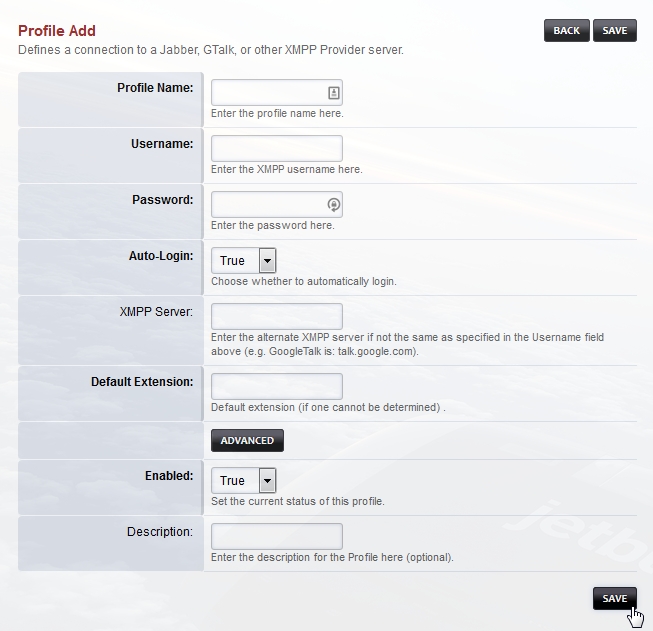 Profile Add
BACK
SAVE
Defines a connection to a Jabber, GTalk, or other XMPP Provider server.
Profile Name:
Enter the profile name here.
Username:
Enter the XMPP username here.
Password:
Enter the password here.
Auto-Login:
True
Choose whether to automatically login.
XMPP Server:
Enter the alternate XMPP server if not the same as specified in the Username field
above (e.g. GoogleTalk is: talk.google.com).
Default Extension:
Default extension (if one cannot be determined) .
ADVANCED
Enabled:
True
Set the current status of this profile.
Description:
Enter the description for the Profile here (optional).
SAVE